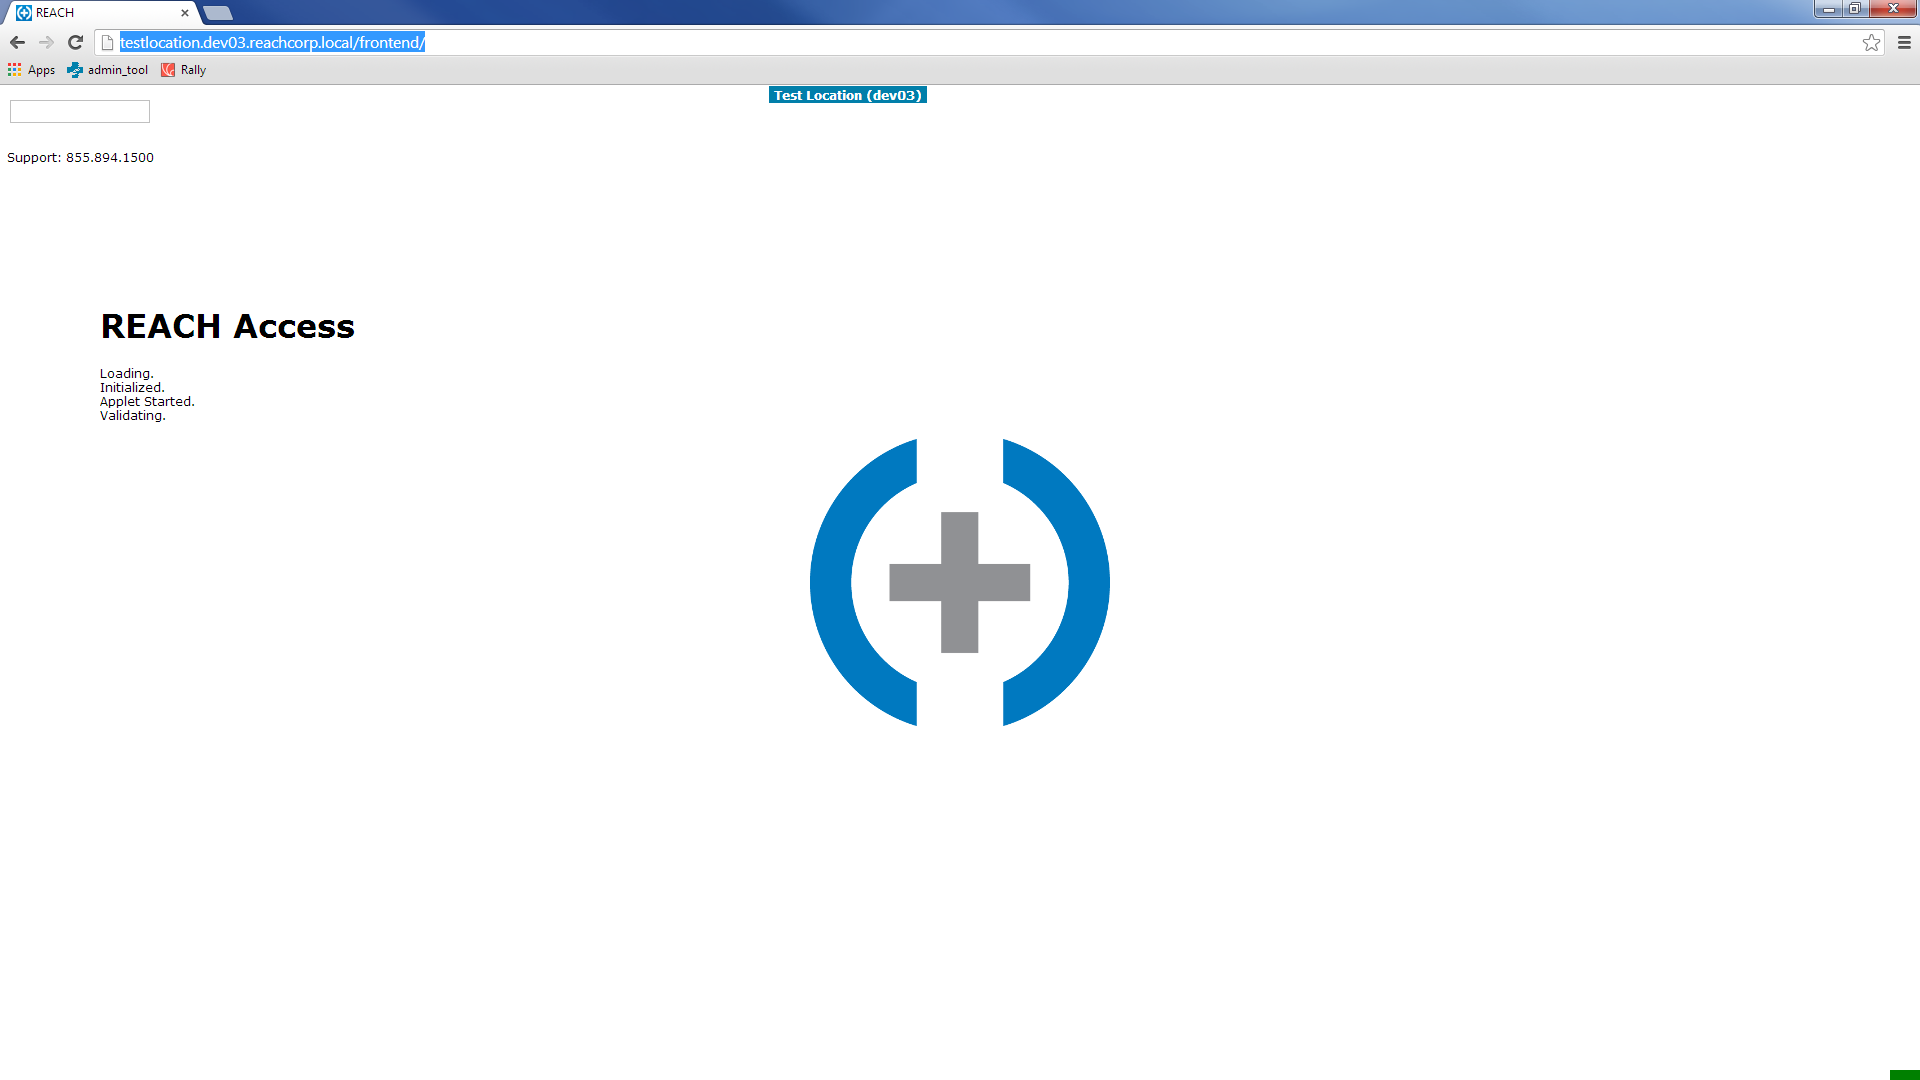 REACH
testlocation.dev03.reachcorp.local/frontend/
Apps admin_tool Rally
Test Location (dev03)
Support: 855.894.1500
REACH Access
Loading.
Initialized.
Applet Started.
Validating.